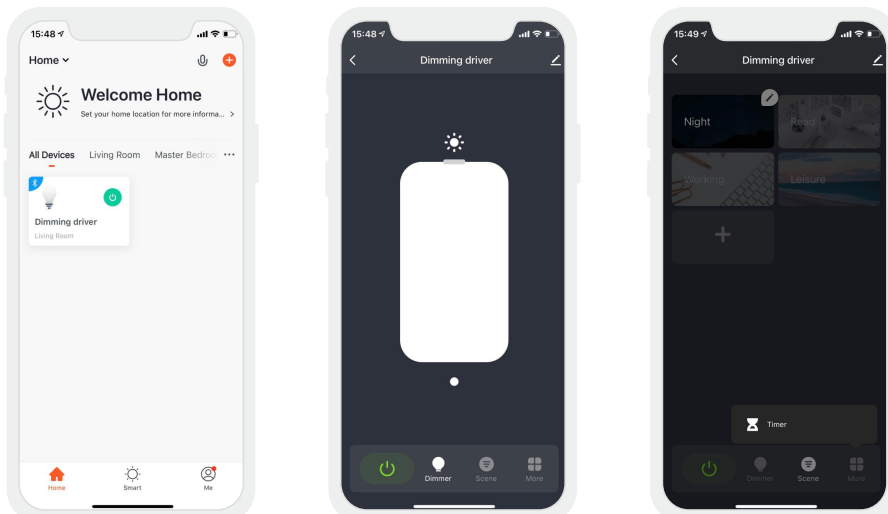 15:48
Home
Welcome Home
Set your home location for more informa...
All Devices Living Room Master Bedroo
Dimming driver
Living Room
Home Smart Me
15:48
Dimming driver
Dimmer Scene More
15:49
Dimming driver
Night Read
Working Leisure
Timer
Dimmer Scene More